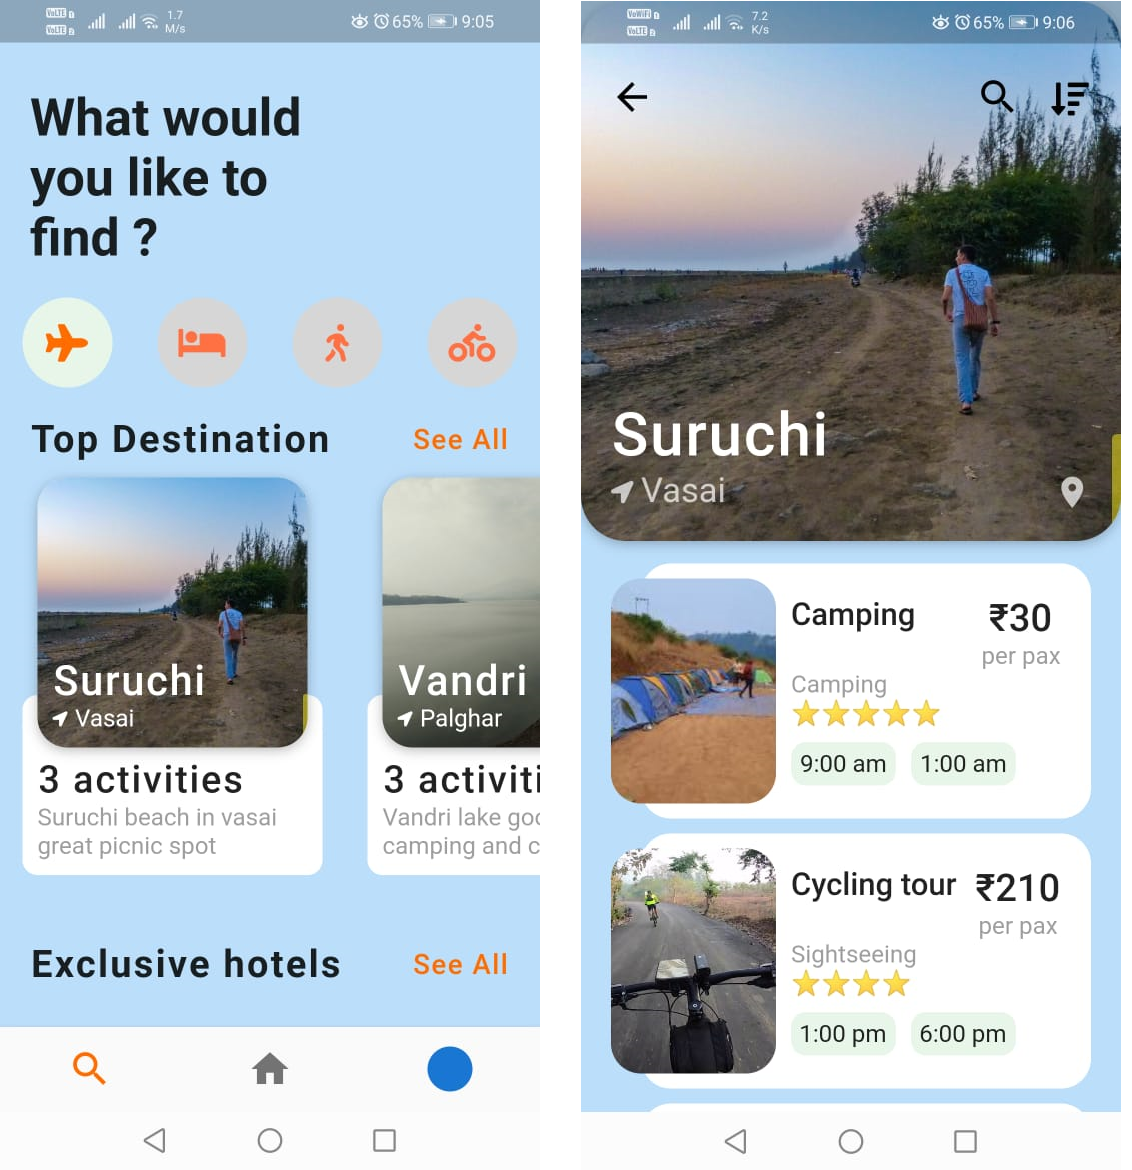 VoLTE 1.7 65% 9:05
VoLTE M/s
What would
you like to
find ?
Top Destination See All
Suruchi
Vasai
3 activities
Suruchi beach in vasai
great picnic spot
Vandri
Palghar
3 activiti
Vandri lake goo
camping and c
Exclusive hotels See All
VoWiFi 7.2 65% 9:06
VoLTE K/s
Suruchi
Vasai
Camping ₹30
per pax
Camping
9:00 am 1:00 am
Cycling tour ₹210
per pax
Sightseeing
1:00 pm 6:00 pm